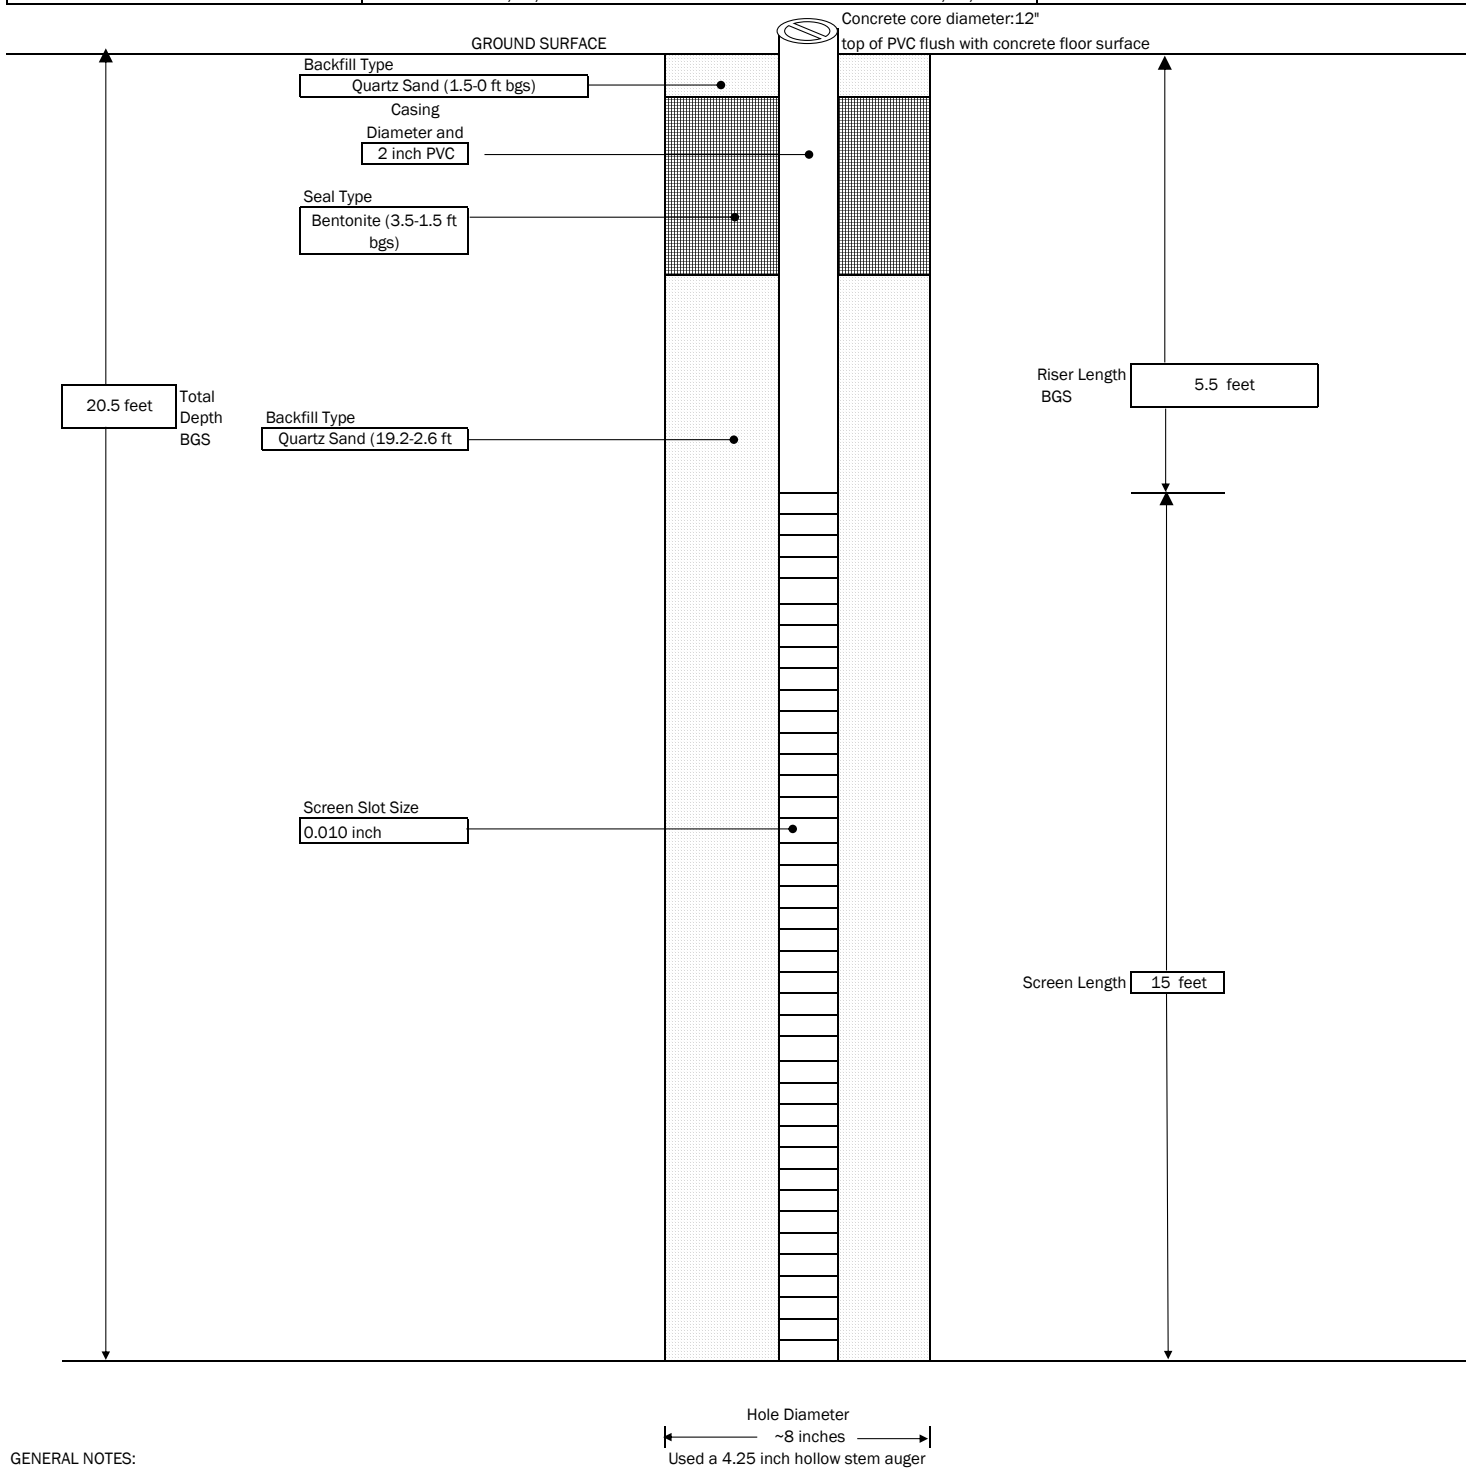 Concrete core diameter:12"
GROUND SURFACE
top of PVC flush with concrete floor surface
Backfill Type
Quartz Sand (1.5-0 ft bgs)
Casing
Diameter and
2 inch PVC
Seal Type
Bentonite (3.5-1.5 ft
bgs)
Riser Length
BGS
5.5 feet
20.5 feet
Total
Depth
BGS
Backfill Type
Quartz Sand (19.2-2.6 ft
Screen Slot Size
0.010 inch
Screen Length
15 feet
Hole Diameter
~8 inches
GENERAL NOTES:
Used a 4.25 inch hollow stem auger